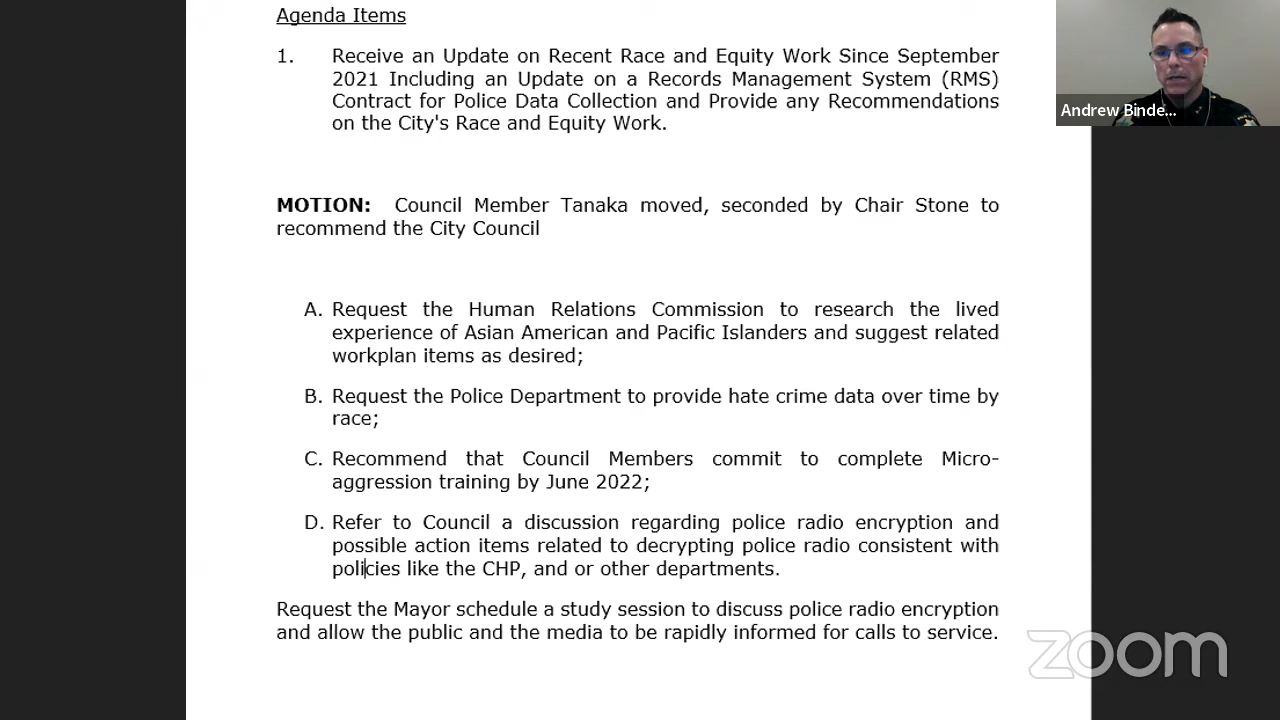 Agenda Items
1. Receive an Update on Recent Race and Equity Work Since September
2021 Including an Update on a Records Management System (RMS)
Contract for Police Data Collection and Provide any Recommendations
on the City's Race and Equity Work.
MOTION: Council Member Tanaka moved, seconded by Chair Stone to
recommend the City Council
A. Request the Human Relations Commission to research the lived
experience of Asian American and Pacific Islanders and suggest related
workplan items as desired;
B. Request the Police Department to provide hate crime data over time by
race;
C. Recommend that Council Members commit to complete Micro-
aggression training by June 2022;
D. Refer to Council a discussion regarding police radio encryption and
possible action items related to decrypting police radio consistent with
policies like the CHP, and or other departments.
Request the Mayor schedule a study session to discuss police radio encryption
and allow the public and the media to be rapidly informed for calls to service.
Andrew Binde...
zoom